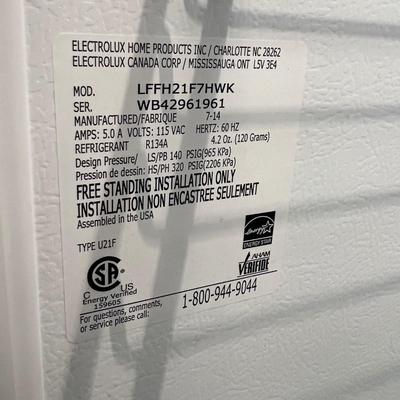 ELECTROLUX HOME PRODUCTS INC / CHARLOTTE NC 28262
ELECTROLUX CANADA CORP / MISSISSAUGA ONT L5V 3E4
MOD. LFFH21F7HWK
SER. WB42961961
MANUFACTURED/FABRIQUE 7-14
AMPS: 5.0 A VOLTS: 115 VAC HERTZ: 60 HZ
REFRIGERANT R134A 4.2 Oz. (120 Grams)
Design Pressure/ LS/PB 140 PSIG(965 KPa)
Pression de dessin: HS/PH 320 PSIG(2206 KPa)
FREE STANDING INSTALLATION ONLY
INSTALLATION NON ENCASTREE SEULEMENT
Assembled in the USA
TYPE U21F
energy
ENERGY STAR
AHAM
VERIFIDE
CSA
C US
Energy Verified
159605
For questions, comments,
or service please call:
1-800-944-9044